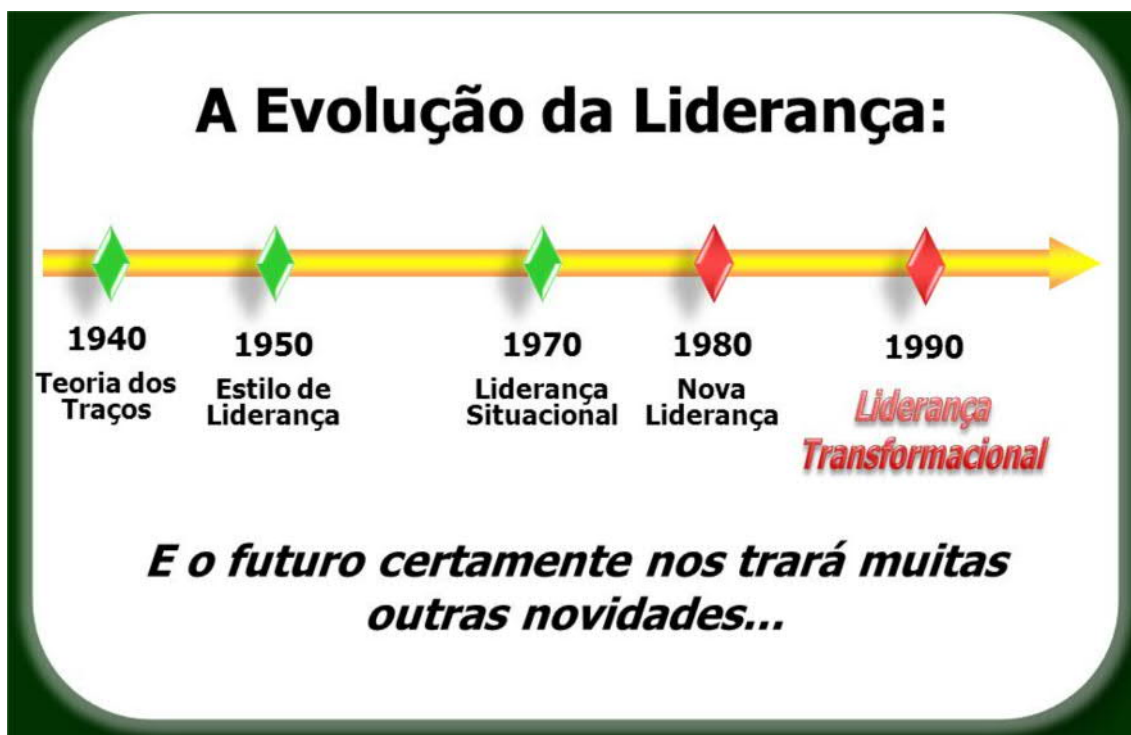 A Evolução da Liderança:
1940
Teoria dos
Traços
1950
Estilo de
Liderança
1970
Liderança
Situacional
1980
Nova
Liderança
1990
Liderança
Transformacional
E o futuro certamente nos trará muitas
outras novidades...